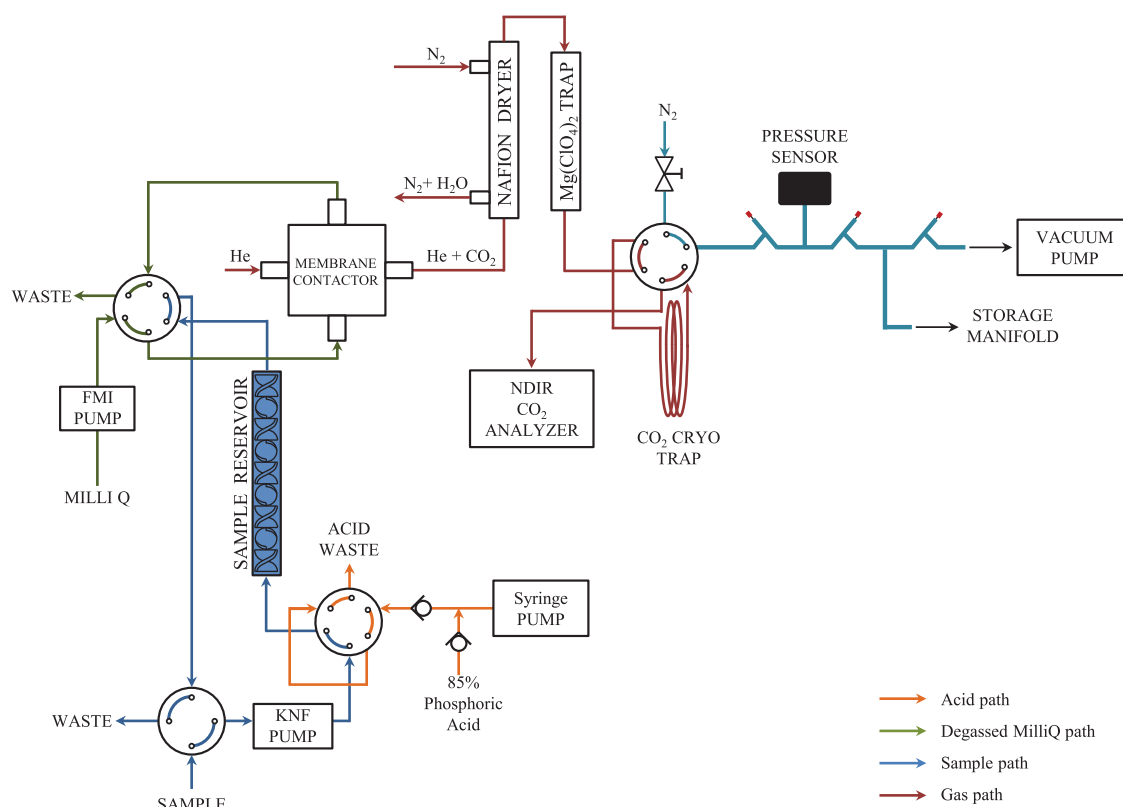 N2
NAFION DRYER
Mg(ClO4)2 TRAP
N2
PRESSURE
SENSOR
N2+ H2O
He
MEMBRANE
CONTACTOR
He + CO2
VACUUM
PUMP
WASTE
STORAGE
MANIFOLD
FMI
PUMP
NDIR
CO2
ANALYZER
CO2 CRYO
TRAP
MILLI Q
SAMPLE RESERVOIR
ACID
WASTE
Syringe
PUMP
85%
Phosphoric
Acid
WASTE
KNF
PUMP
SAMPLE
Acid path
Degassed MilliQ path
Sample path
Gas path